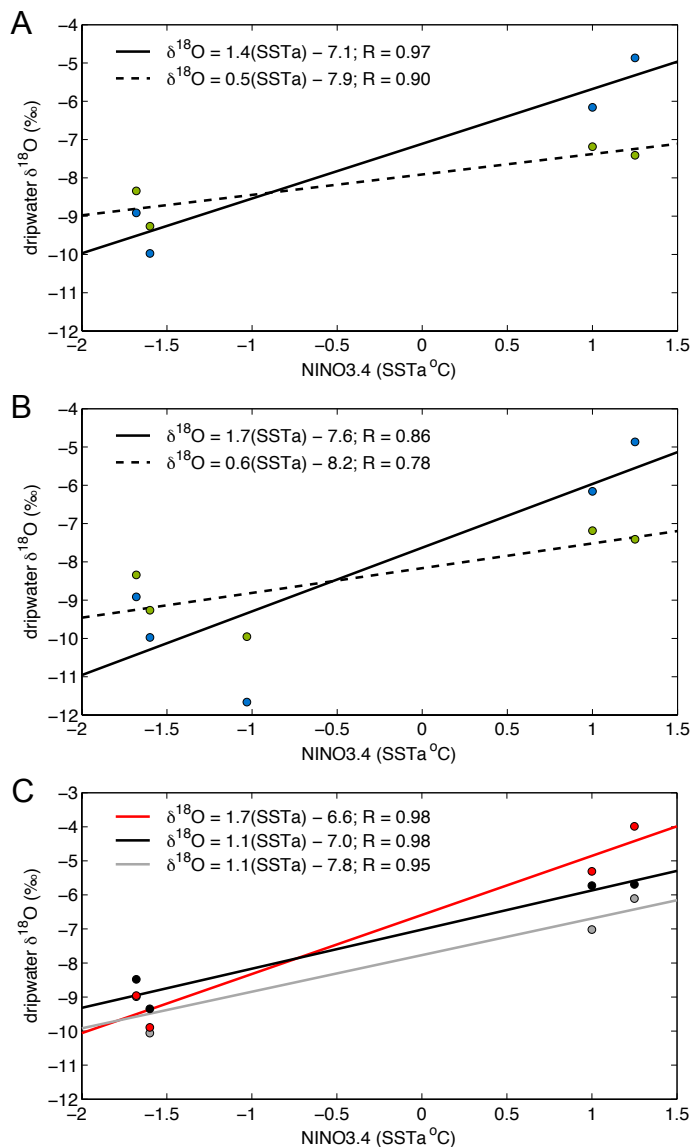 A
−4
−5
−6
−7
−8
−9
−10
−11
−12
dripwater δ18O (‰)
δ18O = 1.4(SSTa) − 7.1; R = 0.97
δ18O = 0.5(SSTa) − 7.9; R = 0.90
−2 −1.5 −1 −0.5 0 0.5 1 1.5
NINO3.4 (SSTa oC)
B
−4
−5
−6
−7
−8
−9
−10
−11
−12
dripwater δ18O (‰)
δ18O = 1.7(SSTa) − 7.6; R = 0.86
δ18O = 0.6(SSTa) − 8.2; R = 0.78
−2 −1.5 −1 −0.5 0 0.5 1 1.5
NINO3.4 (SSTa oC)
C
−3
−4
−5
−6
−7
−8
−9
−10
−11
−12
dripwater δ18O (‰)
δ18O = 1.7(SSTa) − 6.6; R = 0.98
δ18O = 1.1(SSTa) − 7.0; R = 0.98
δ18O = 1.1(SSTa) − 7.8; R = 0.95
−2 −1.5 −1 −0.5 0 0.5 1 1.5
NINO3.4 (SSTa oC)